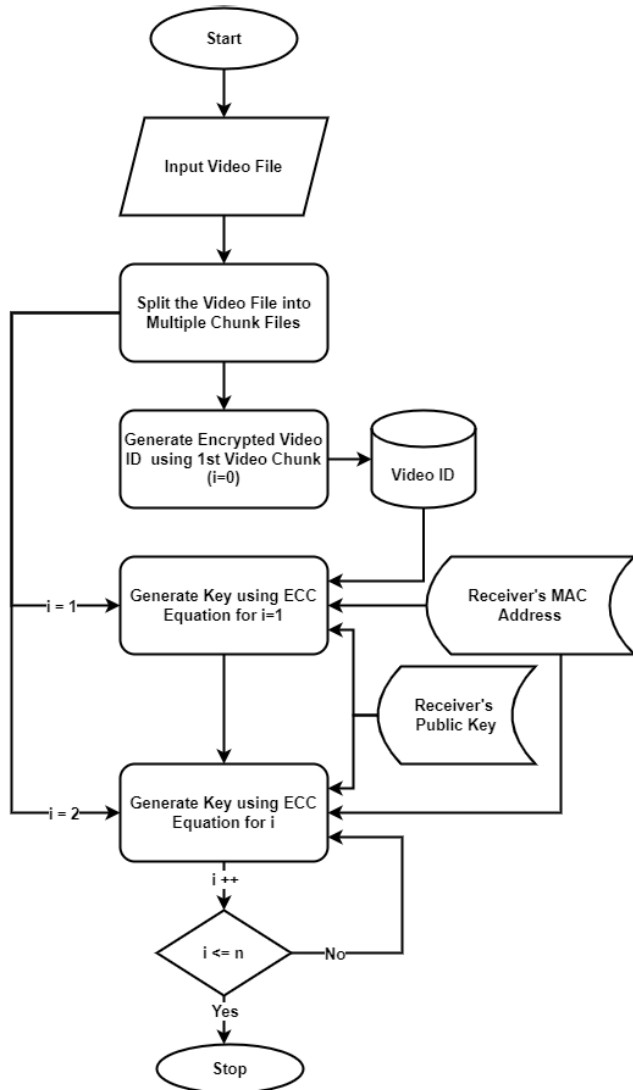 Start
Input Video File
Split the Video File into
Multiple Chunk Files
Generate Encrypted Video
ID using 1st Video Chunk
(i=0)
Video ID
Generate Key using ECC
Equation for i=1
i = 1
Receiver's MAC
Address
Receiver's
Public Key
Generate Key using ECC
Equation for i
i = 2
i ++
i <= n
No
Yes
Stop